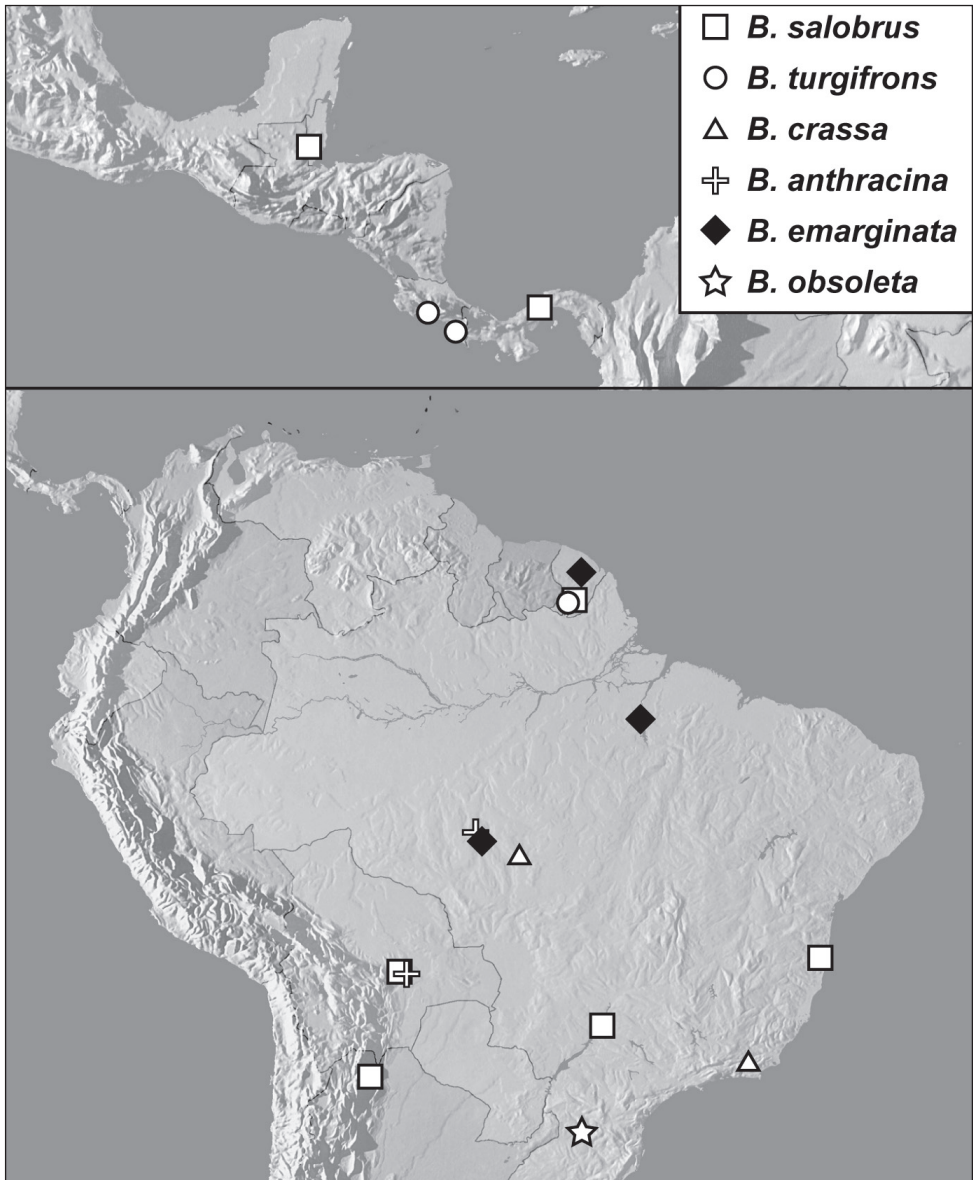 B. salobrus
B. turgifrons
B. crassa
B. anthracina
B. emarginata
B. obsoleta